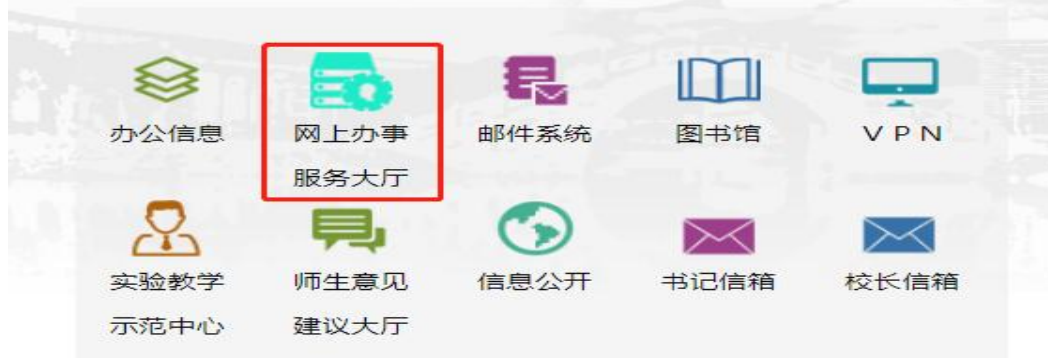 办公信息 网上办事 邮件系统 图书馆 V P N
服务大厅
实验教学 师生意见 信息公开 书记信箱 校长信箱
示范中心 建议大厅